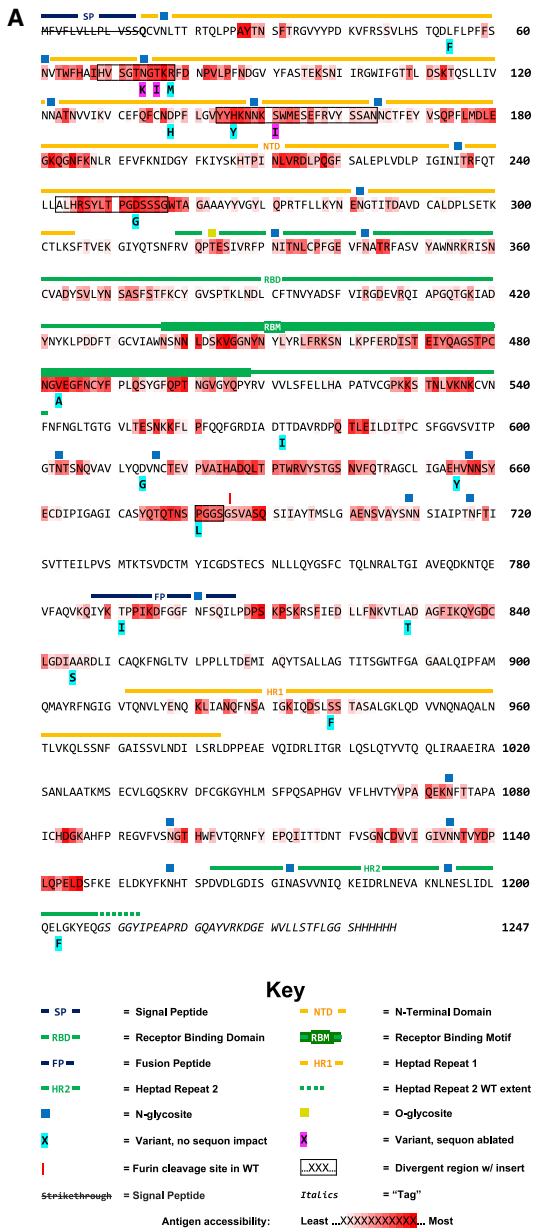 A
SP
MFVFLVLLPLVSSQCVNLTT RTQLPPAYTN SFTRGVYYPD KVFRSSVLHS TQDLFLPFFS 60
F
NVTWFHAIHV SGTNGTKRFD NPVLPFNDGV YFASTEKSNI IRGWIFGTTL DSKTQSLLIV 120
K I M
NNATNVVIKV CEFQFCNDPF LGVYYHKNNK SWMESEFRVY SSANNCTFEY VSQPFLMDLE 180
H Y I
NTD
GKQGNFKNLR EFVFKNIDGY FKIYSKHTPI NLVRDLPQGF SALEPLVDLP IGINITRFQT 240
LLALHRSYLT PGDSSSGWTA GAAAYYVGYL QPRTFLLKYN ENGTITDAVD CALDPLSETK 300
G
CTLKSFTVEK GIYQTSNFRV QPTESIVRFP NITNLCPFGE VFNATRFASV YAWNRKRISN 360
RBD
CVADYSVLYN SASFSTFKCY GVSPTKLNDL CFTNVYADSF VIRGDEVRQI APGQTGKIAD 420
RBM
YNYKLPDDFT GCVIAWNSNN LDSKVGGNYN YLYRLFRKSN LKPFERDIST EIYQAGSTPC 480
NGVEGFNCYF PLQSYGFQPT NGVGYQPYRV VVLSFELLHA PATVCGPKKS TNLVKNKCVN 540
A
FNFNGLTGTG VLTESNKKFL PFQQFGRDIA DTTDAVRDPQ TLEILDITPC SFGGVSVITP 600
I
GTNTSNQVAV LYQDVNCTEV PVAIHADQLT PTWRVYSTGS NVFQTRAGCL IGAEHVNNSY 660
G Y
ECDIPIGAGI CASYQTQTNS PGGSGSVASQ SIIAYTMSLG AENSVAYSNN SIAIPTNFTI 720
L
SVTTEILPVS MTKTSVDCTM YICGDSTECS NLLLQYGSFC TQLNRALTGI AVEQDKNTQE 780
FP
VFAQVKQIYK TPPIKDFGGF NFSQILPDPS KPSKRSFIED LLFNKVTLAD AGFIKQYGDC 840
I T
LGDIAARDLI CAQKFNGLTV LPPLLTDEMI AQYTSALLAG TITSGWTFGA GAALQIPFAM 900
S
HR1
QMAYRFNGIG VTQNVLYENQ KLIANQFNSA IGKIQDSLSS TASALGKLQD VVNQNAQALN 960
F
TLVKQLSSNF GAISSVLNDI LSRLDPPEAE VQIDRLITGR LQSLQTYVTQ QLIRAAEIRA 1020
SANLAATKMS ECVLGQSKRV DFCGKGYHLM SFPQSAPHGV VFLHVTYVPA QEKNFTTAPA 1080
ICHDGKAHFP REGVFVSNGT HWFVTQRNFY EPQIITTDNT FVSGNCDVVI GIVNNTVYDP 1140
HR2
LQPELDSFKE ELDKYFKNHT SPDVDLGDIS GINASVVNIQ KEIDRLNEVA KNLNESLIDL 1200
QELGKYEQGS GGYIPEAPRD GQAYVRKDGE WVLLSTFLGG SHHHHHH 1247
F
Key
SP = Signal Peptide NTD = N-Terminal Domain
RBD = Receptor Binding Domain RBM = Receptor Binding Motif
FP = Fusion Peptide HR1 = Heptad Repeat 1
HR2 = Heptad Repeat 2 = Heptad Repeat 2 WT extent
= N-glycosite = O-glycosite
X = Variant, no sequon impact X = Variant, sequon ablated
= Furin cleavage site in WT ...XXX... = Divergent region w/ insert
Strikethrough = Signal Peptide Italics = “Tag”
Antigen accessibility: Least ...XXXXXXXXXXX... Most